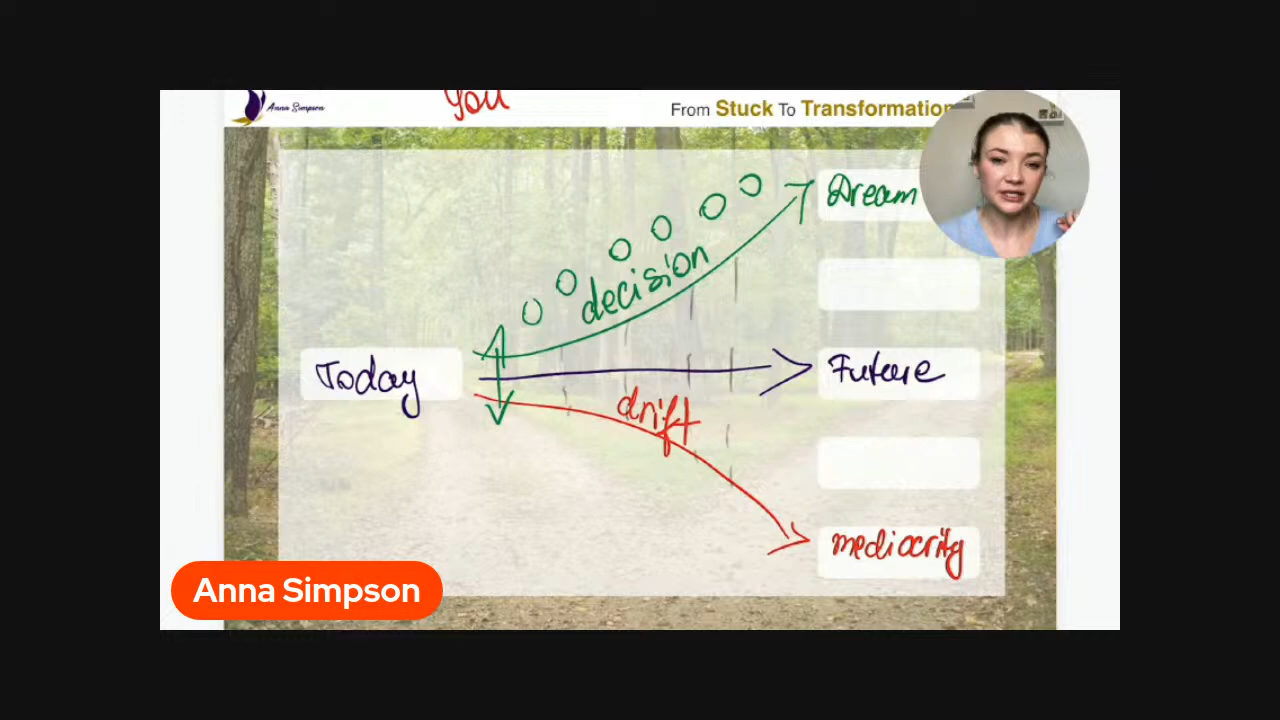 Anna Simpson
You
From Stuck To Transformation
Dream
decision
Today
Future
drift
mediocrity
Anna Simpson